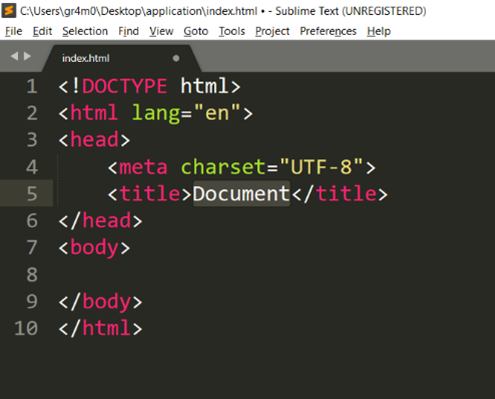 C:\Users\gr4m0\Desktop\application\index.html • - Sublime Text (UNREGISTERED)
File Edit Selection Find View Goto Tools Project Preferences Help
index.html
1 <!DOCTYPE html>
2 <html lang="en">
3 <head>
4     <meta charset="UTF-8">
5     <title>Document</title>
6 </head>
7 <body>
8
9 </body>
10 </html>